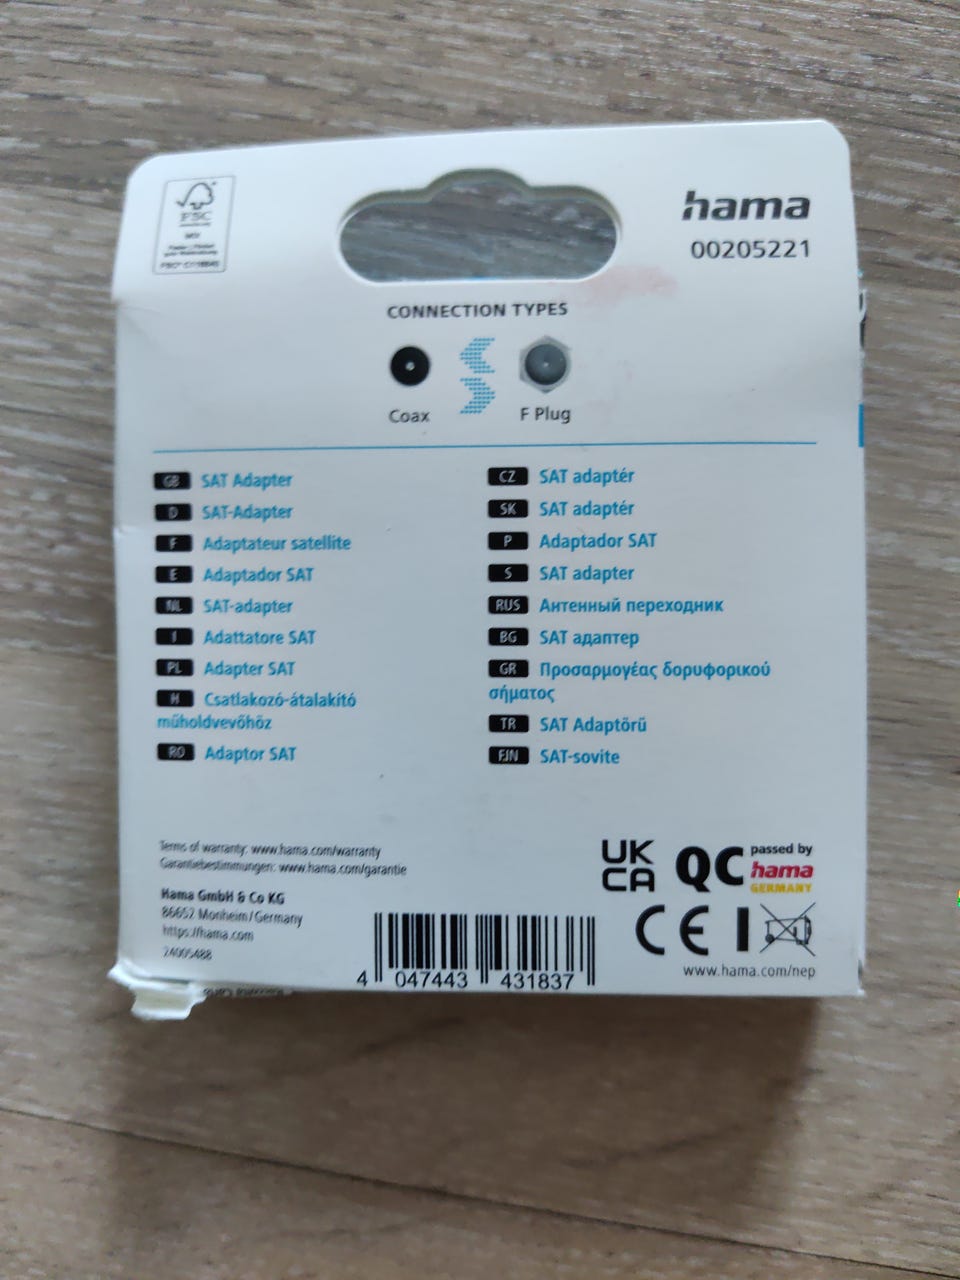 FSC
MIX
hama
00205221
CONNECTION TYPES
Coax
F Plug
GB SAT Adapter
D SAT-Adapter
F Adaptateur satellite
E Adaptador SAT
NL SAT-adapter
I Adattatore SAT
PL Adapter SAT
H Csatlakozó-átalakító
műholdvevőhöz
RO Adaptor SAT
CZ SAT adaptér
SK SAT adaptér
P Adaptador SAT
S SAT adapter
RUS Антенный переходник
BG SAT адаптер
GR Προσαρμογέας δορυφορικού
σήματος
TR SAT Adaptörü
FIN SAT-sovite
Terms of warranty: www.hama.com/warranty
Garantiebestimmungen: www.hama.com/garantie
Hama GmbH & Co KG
86652 Monheim/Germany
https://hama.com
24005488
4 047443 431837
UK
CA
QC passed by
hama
GERMANY
CE
www.hama.com/nep